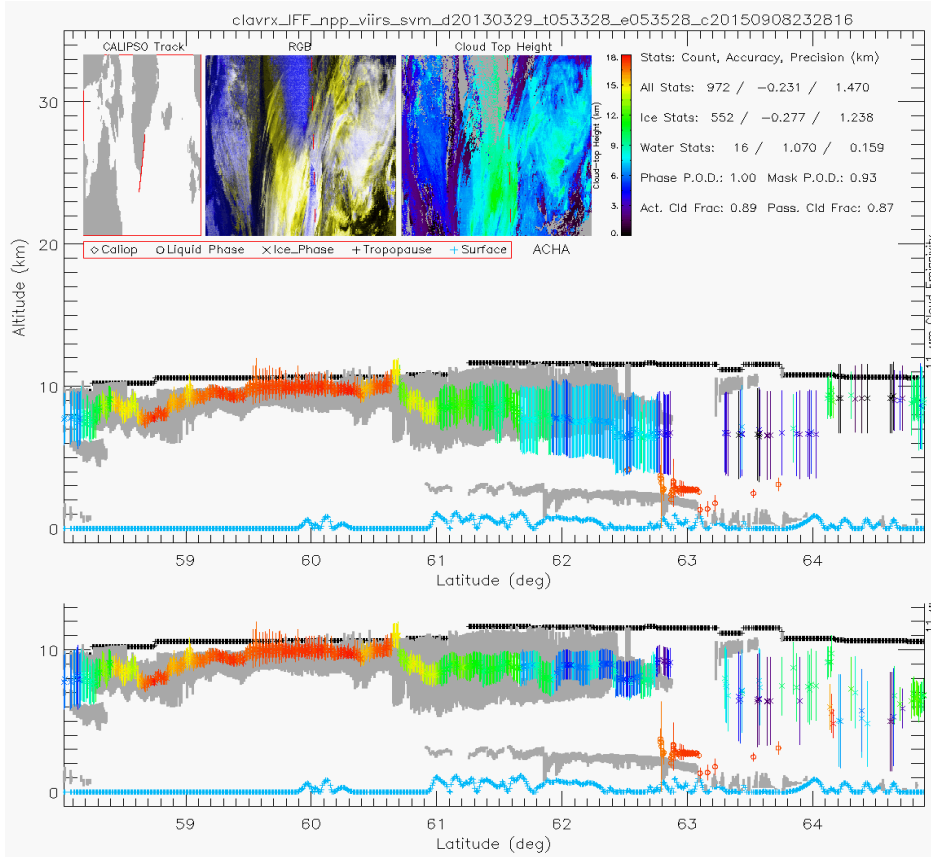 clavrx_IFF_npp_viirs_svm_d20130329_t053328_e053528_c20150908232816
CALIPSO Track
RGB
Cloud Top Height
18.
15.
12.
9.
6.
3.
0.
Cloud-top Height (km)
Stats: Count, Accuracy, Precision (km)
All Stats: 972 / -0.231 / 1.470
Ice Stats: 552 / -0.277 / 1.238
Water Stats: 16 / 1.070 / 0.159
Phase P.O.D.: 1.00 Mask P.O.D.: 0.93
Act. Cld Frac: 0.89 Pass. Cld Frac: 0.87
Caliop Liquid Phase Ice_Phase Tropopause Surface ACHA
Altitude (km)
30
20
10
0
59 60 61 62 63 64
Latitude (deg)
10
5
0
59 60 61 62 63 64
Latitude (deg)